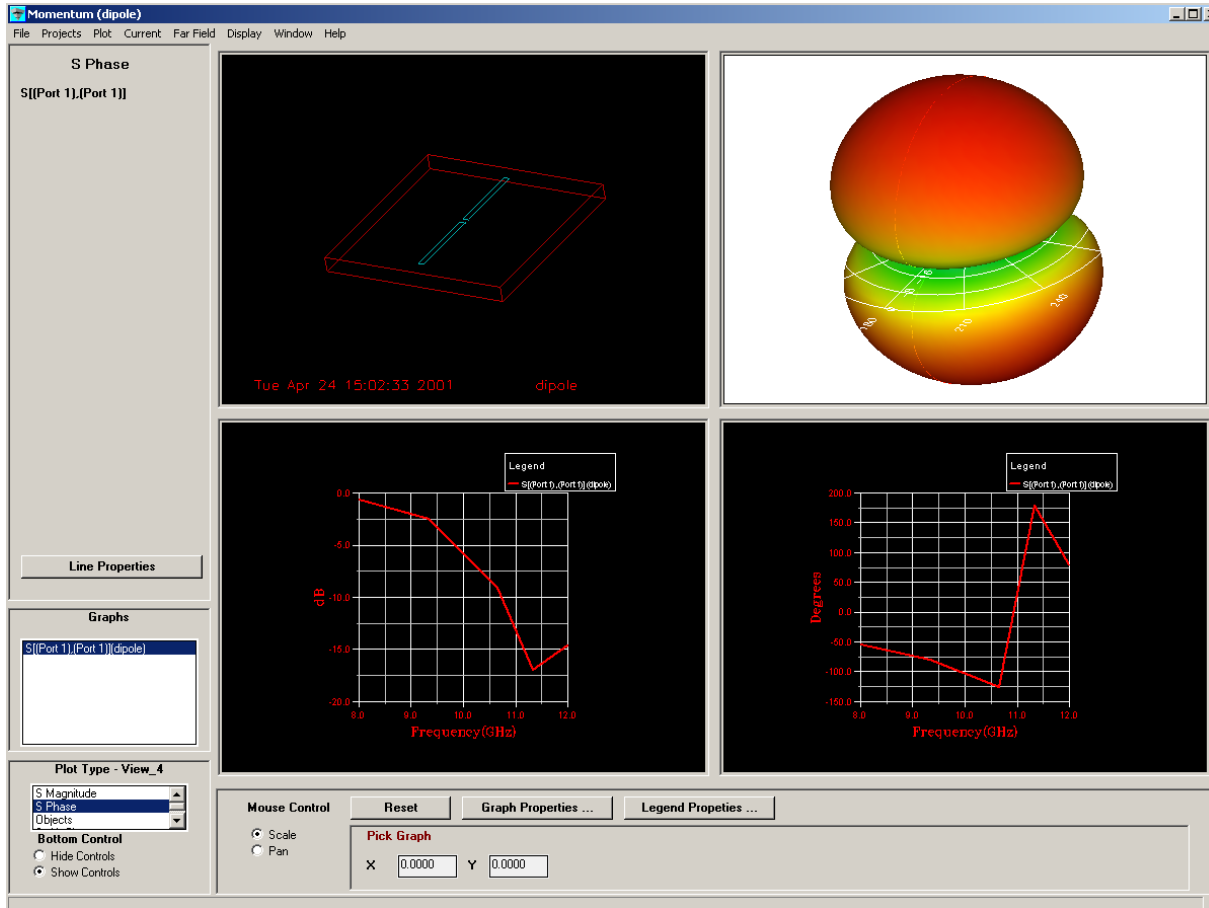 Momentum (dipole)
File Projects Plot Current Far Field Display Window Help
S Phase
S[(Port 1),(Port 1)]
Line Properties
Graphs
S[(Port 1),(Port 1)](dipole)
Plot Type - View_4
S Magnitude
S Phase
Objects
Bottom Control
Hide Controls
Show Controls
Tue Apr 24 15:02:33 2001 dipole
280
270
240
Legend
S[(Port 1),(Port 1)](dipole)
0.0
-5.0
-10.0
-15.0
-20.0
dB
8.0 9.0 10.0 11.0 12.0
Frequency(GHz)
Legend
S[(Port 1),(Port 1)](dipole)
200.0
150.0
100.0
50.0
0.0
-50.0
-100.0
-150.0
Degrees
8.0 9.0 10.0 11.0 12.0
Frequency(GHz)
Mouse Control
Scale
Pan
Reset
Graph Properties ...
Legend Propeties ...
Pick Graph
X 0.0000 Y 0.0000